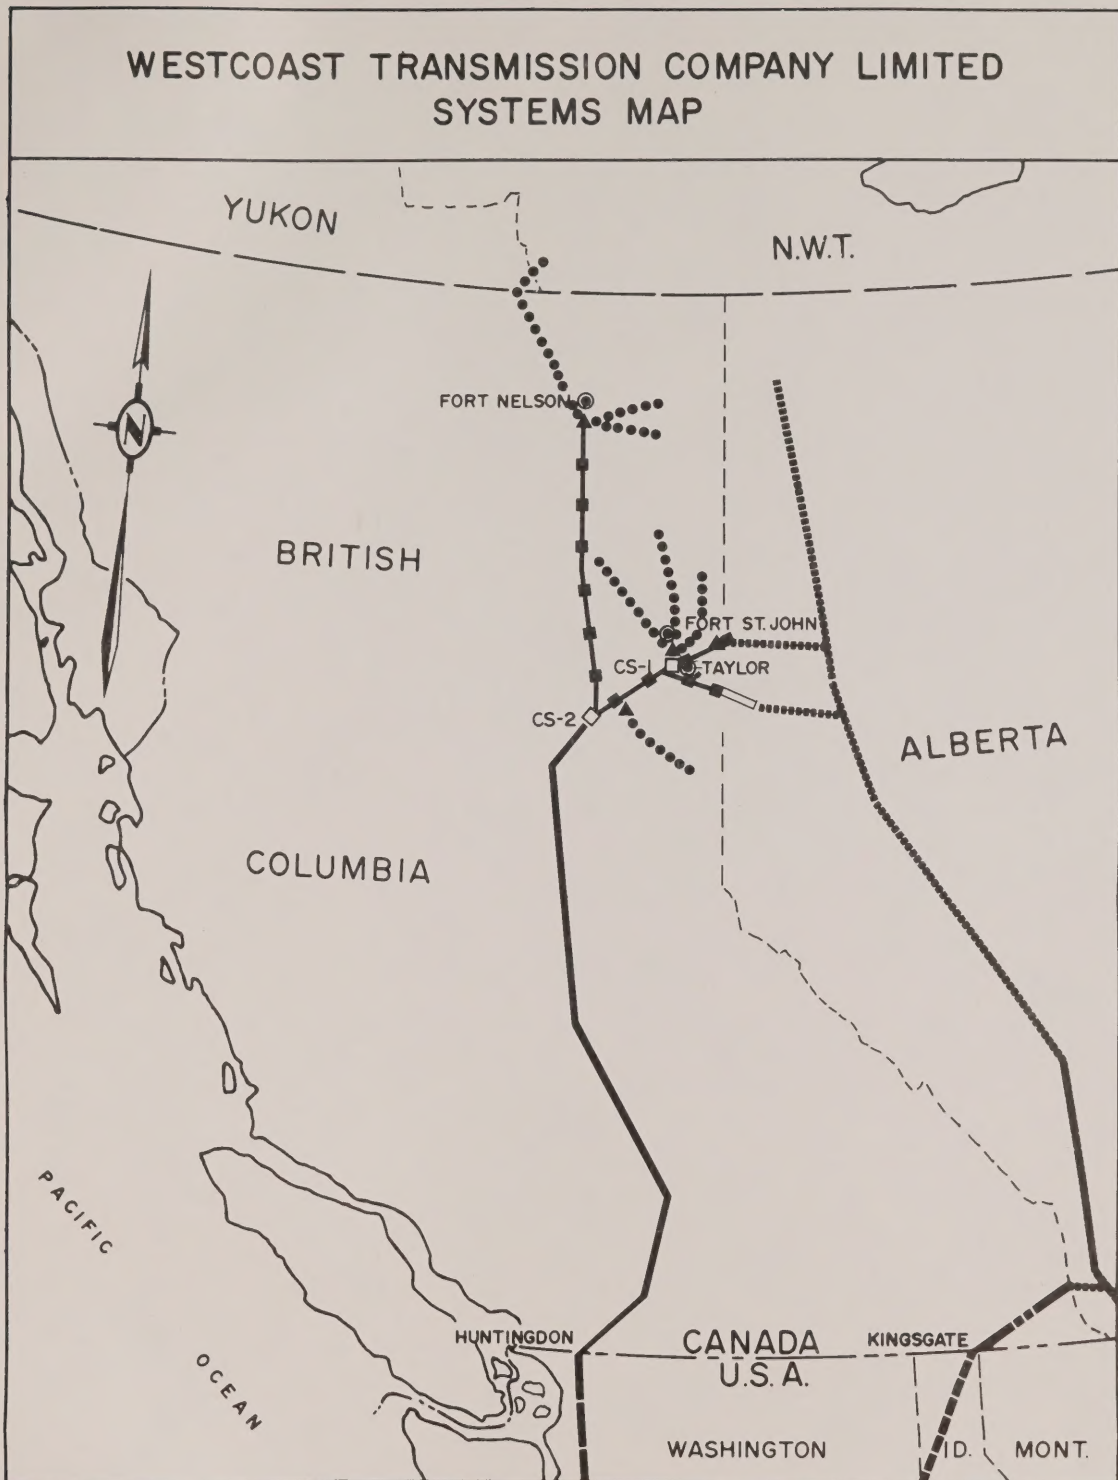 WESTCOAST TRANSMISSION COMPANY LIMITED
SYSTEMS MAP
YUKON
N.W.T.
FORT NELSON
N
BRITISH
FORT ST. JOHN
CS-1
TAYLOR
CS-2
ALBERTA
COLUMBIA
PACIFIC
OCEAN
HUNTINGDON
CANADA
KINGSGATE
U.S.A.
WASHINGTON
ID.
MONT.